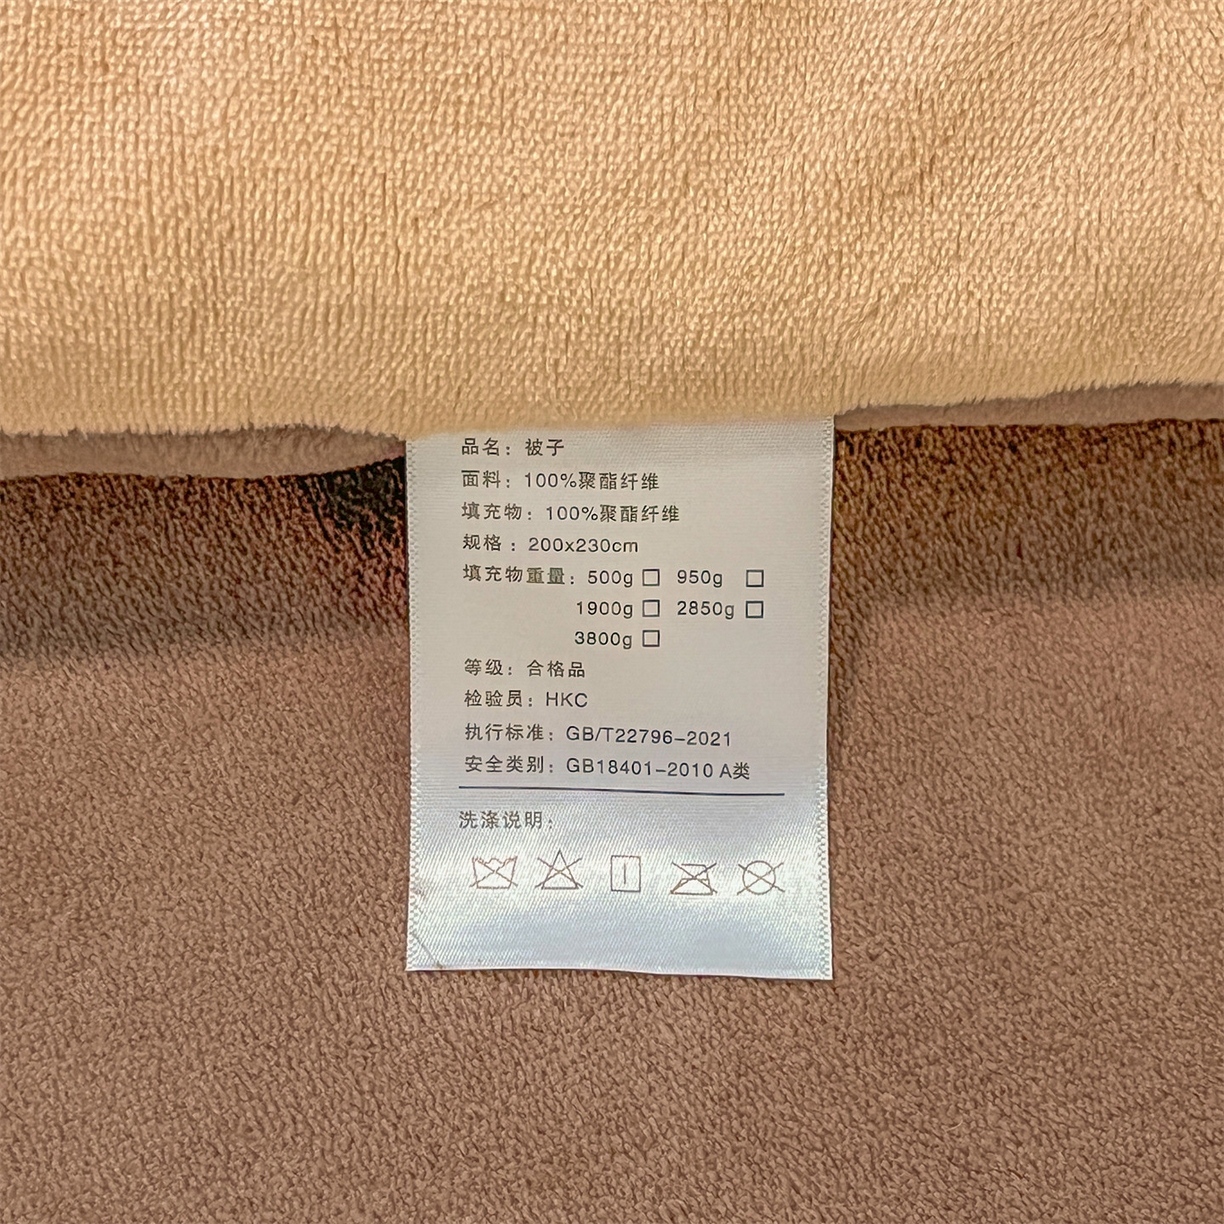 品名：被子
面料：100%聚酯纤维
填充物：100%聚酯纤维
规格：200x230cm
填充物重量：500g□ 950g □
1900g□ 2850g□
3800g□
等级：合格品
检验员：HKC
执行标准：GB/T22796-2021
安全类别：GB18401-2010 A类
洗涤说明：